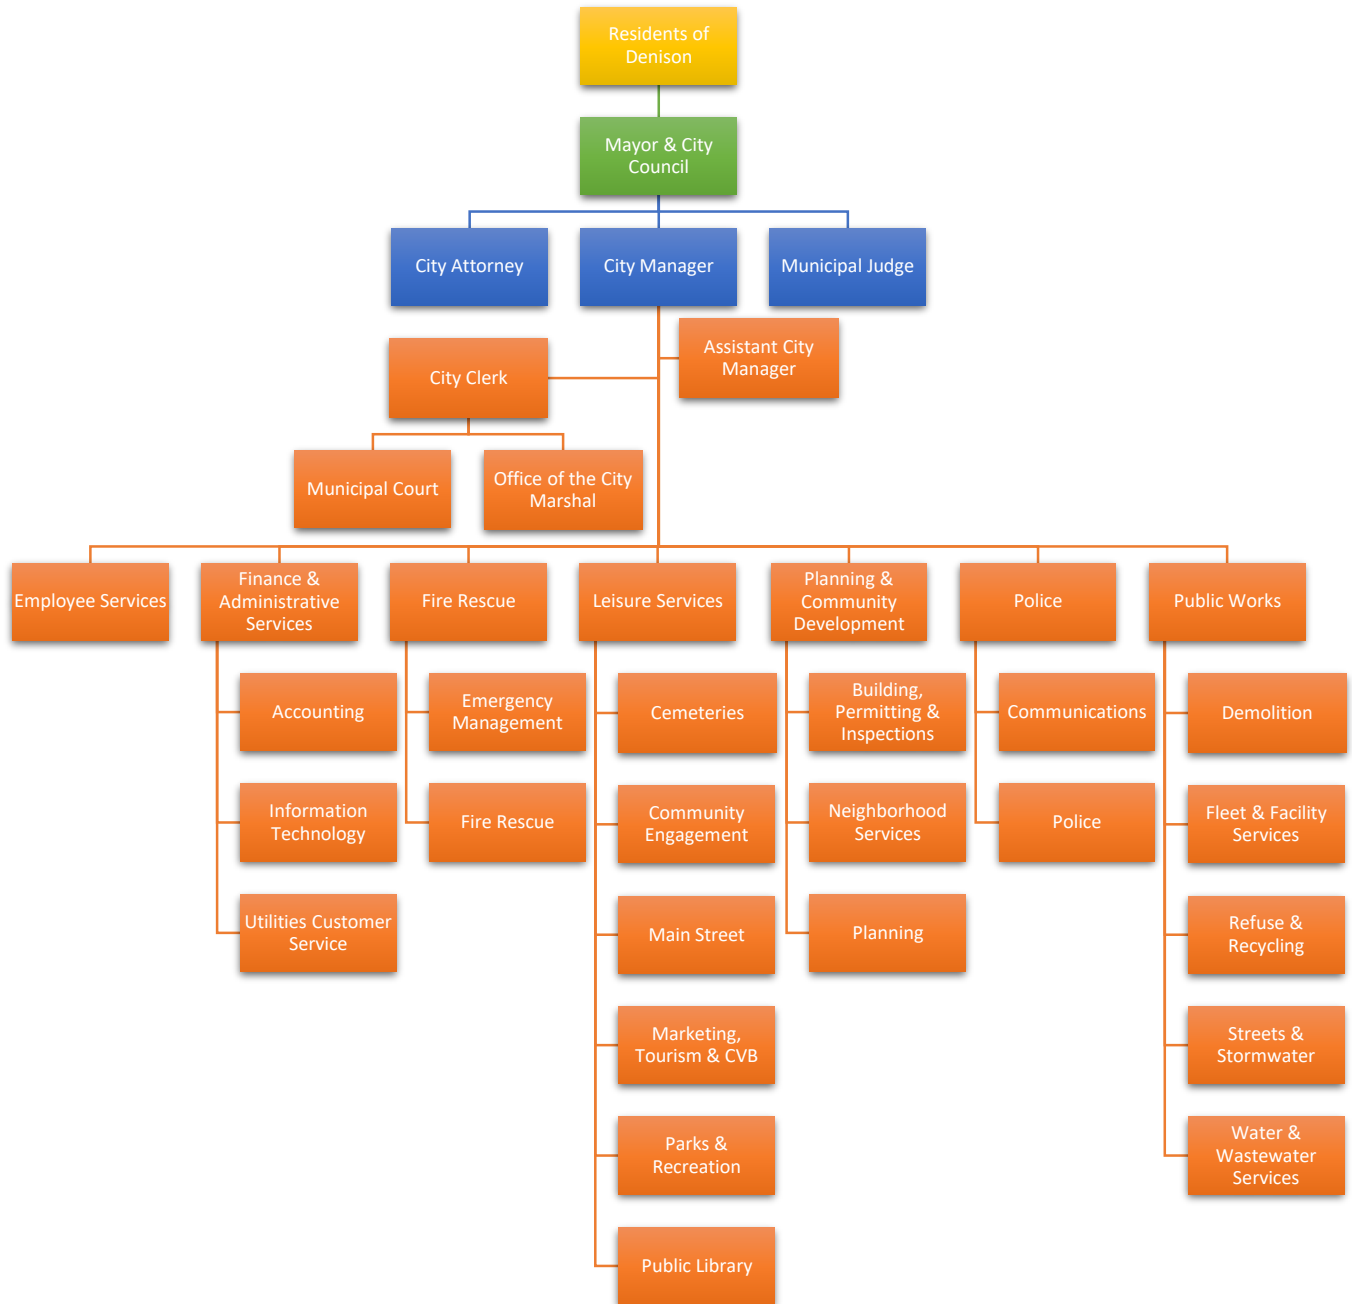 Residents of
Denison
Mayor & City
Council
City Attorney
City Manager
Municipal Judge
Assistant City
Manager
City Clerk
Municipal Court
Office of the City
Marshal
Employee Services
Finance &
Administrative
Services
Fire Rescue
Leisure Services
Planning &
Community
Development
Police
Public Works
Accounting
Information
Technology
Utilities Customer
Service
Emergency
Management
Fire Rescue
Cemeteries
Community
Engagement
Main Street
Marketing,
Tourism & CVB
Parks &
Recreation
Public Library
Building,
Permitting &
Inspections
Neighborhood
Services
Planning
Communications
Police
Demolition
Fleet & Facility
Services
Refuse &
Recycling
Streets &
Stormwater
Water &
Wastewater
Services